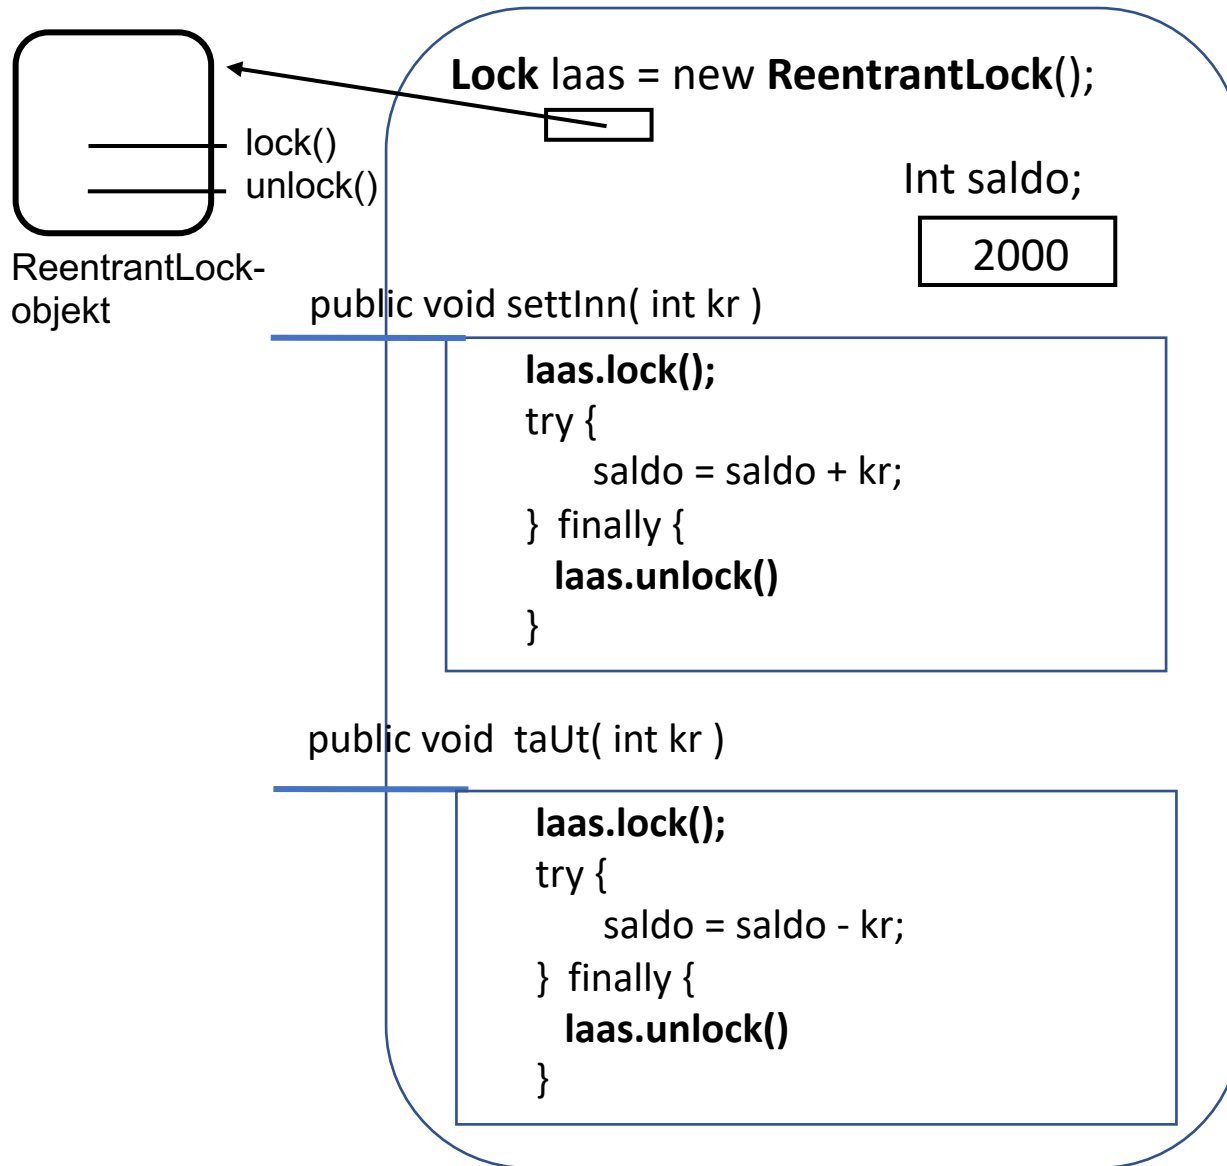 Lock laas = new ReentrantLock();
lock()
unlock()
Int saldo;
2000
ReentrantLock-
objekt
public void settInn( int kr )
laas.lock();
try {
saldo = saldo + kr;
} finally {
laas.unlock()
}
public void taUt( int kr )
laas.lock();
try {
saldo = saldo - kr;
} finally {
laas.unlock()
}